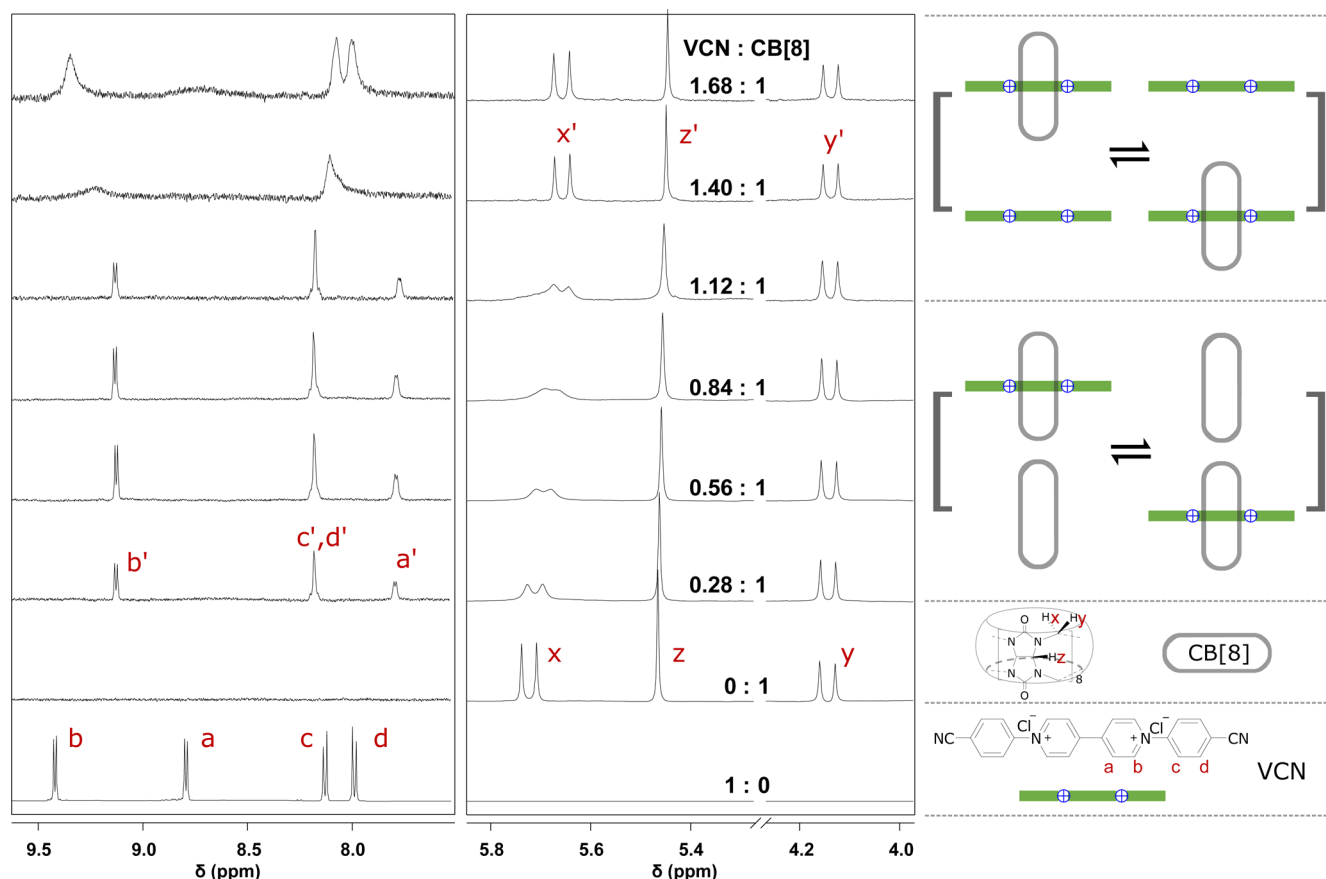 VCN : CB[8]
1.68 : 1
x'
z'
y'
1.40 : 1
1.12 : 1
0.84 : 1
0.56 : 1
b'
c',d'
a'
0.28 : 1
x
z
y
0 : 1
b
a
c
d
1 : 0
9.5
9.0
8.5
8.0
δ (ppm)
5.8
5.6
5.4
4.2
4.0
δ (ppm)
O
Hx
Hy
N
N
Hz
N
N
8
O
CB[8]
Cl⁻
Cl⁻
NC
N
+
+
N
CN
a
b
c
d
VCN